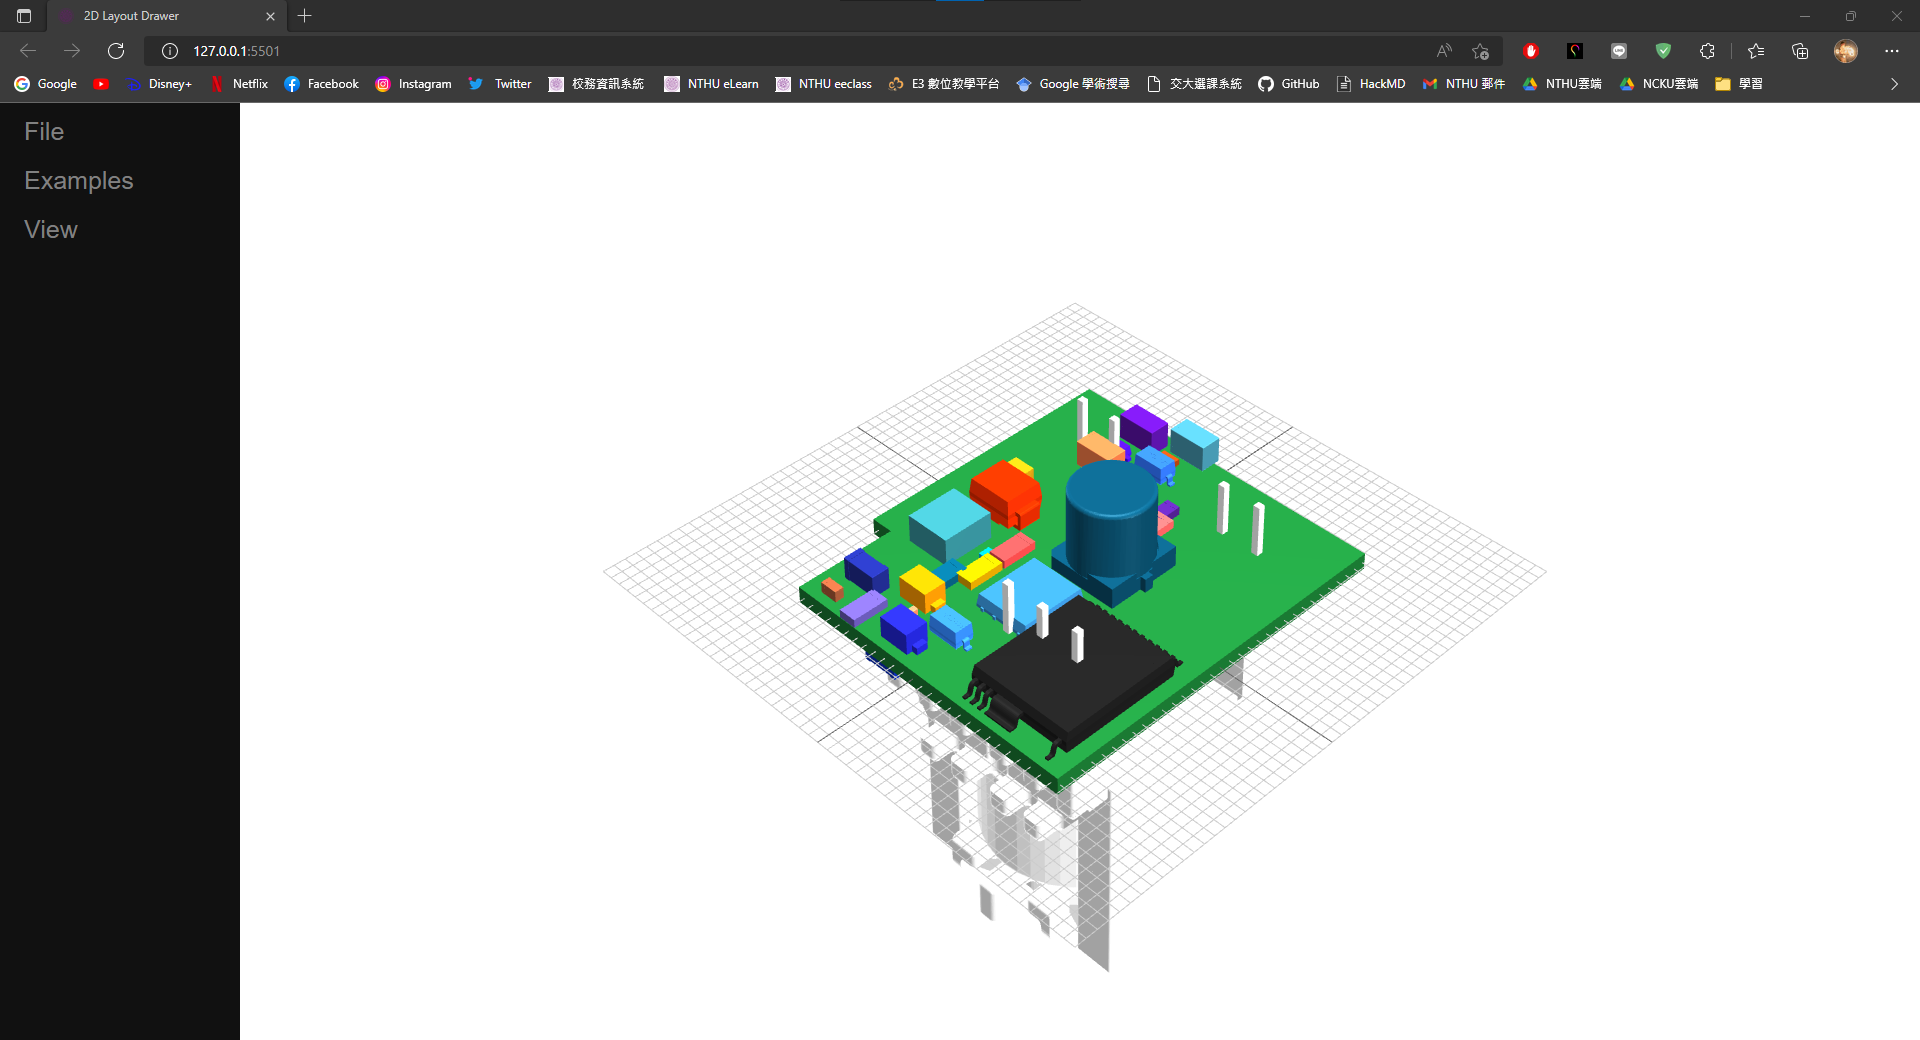 2D Layout Drawer
127.0.0.1:5501
Google Disney+ Netflix Facebook Instagram Twitter 校務資訊系統 NTHU eLearn NTHU eeclass E3 數位教學平台 Google 學術搜尋 交大選課系統 GitHub HackMD NTHU 郵件 NTHU雲端 NCKU雲端 學習
File
Examples
View